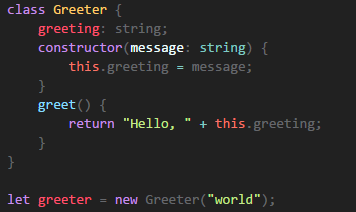 class Greeter {
    greeting: string;
    constructor(message: string) {
        this.greeting = message;
    }
    greet() {
        return "Hello, " + this.greeting;
    }
}

let greeter = new Greeter("world");